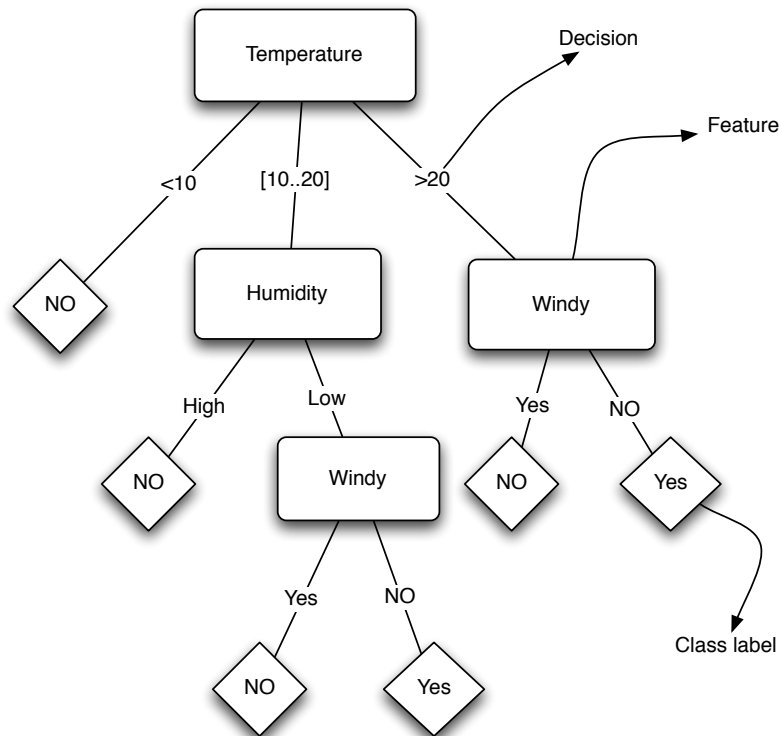 Decision
Temperature
Feature
<10
[10..20]
>20
NO
Humidity
Windy
High
Low
Yes
NO
NO
Windy
NO
Yes
Yes
NO
Class label
NO
Yes